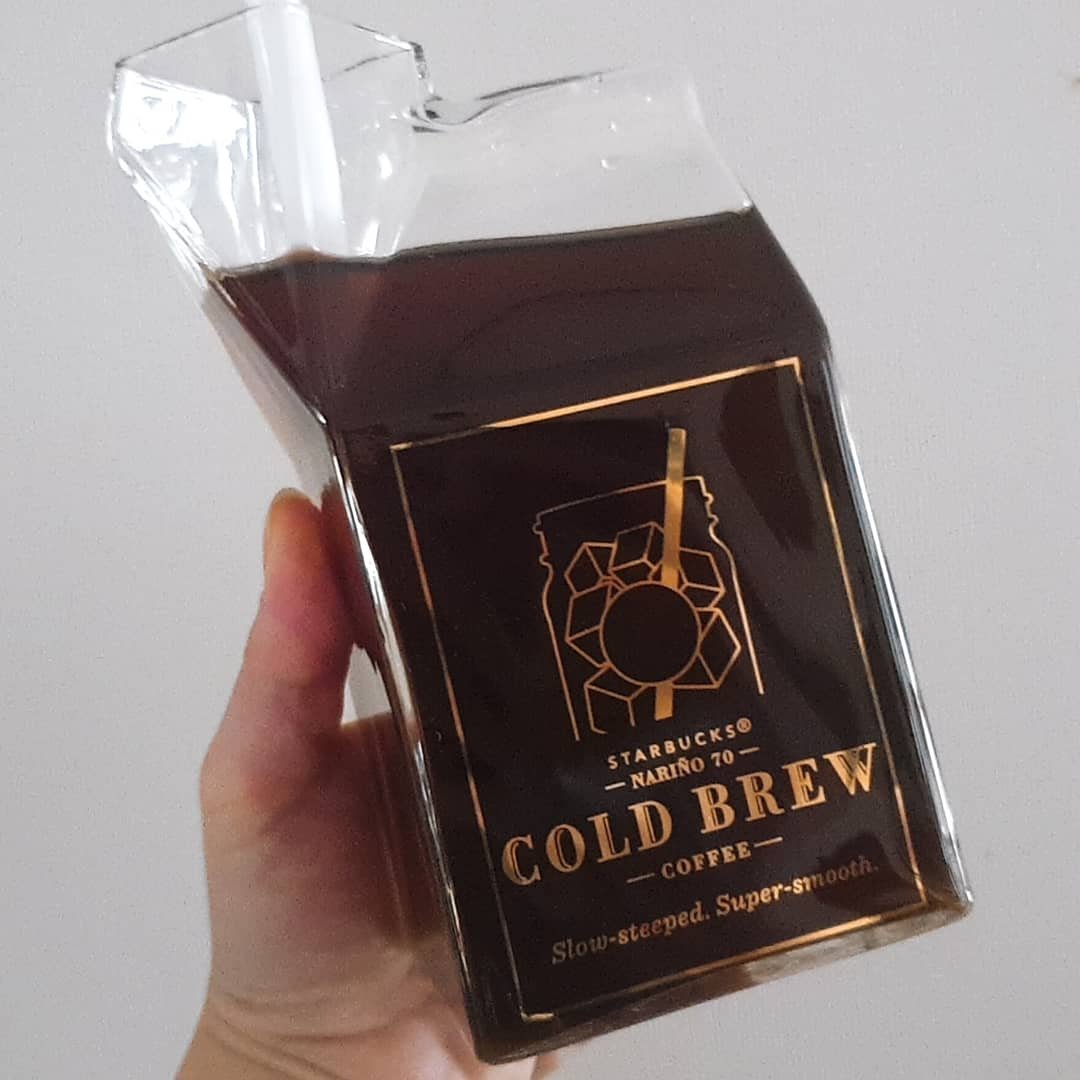 STARBUCKS®
— NARIÑO 70 —
COLD BREW
— COFFEE —
Slow-steeped. Super-smooth.